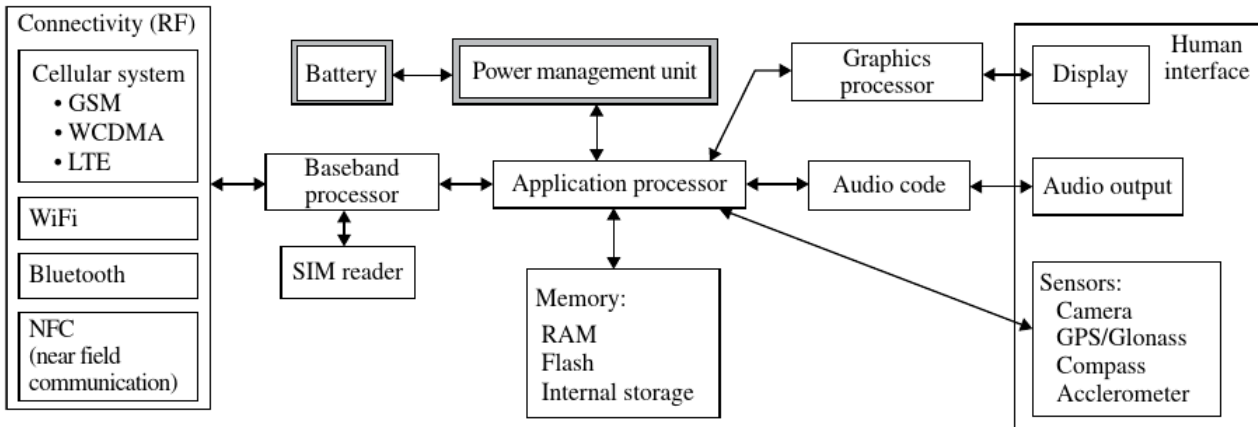 Connectivity (RF)
Cellular system
• GSM
• WCDMA
• LTE
WiFi
Bluetooth
NFC
(near field
communication)
Battery
Power management unit
Baseband
processor
SIM reader
Application processor
Memory:
RAM
Flash
Internal storage
Graphics
processor
Audio code
Human
interface
Display
Audio output
Sensors:
Camera
GPS/Glonass
Compass
Acclerometer